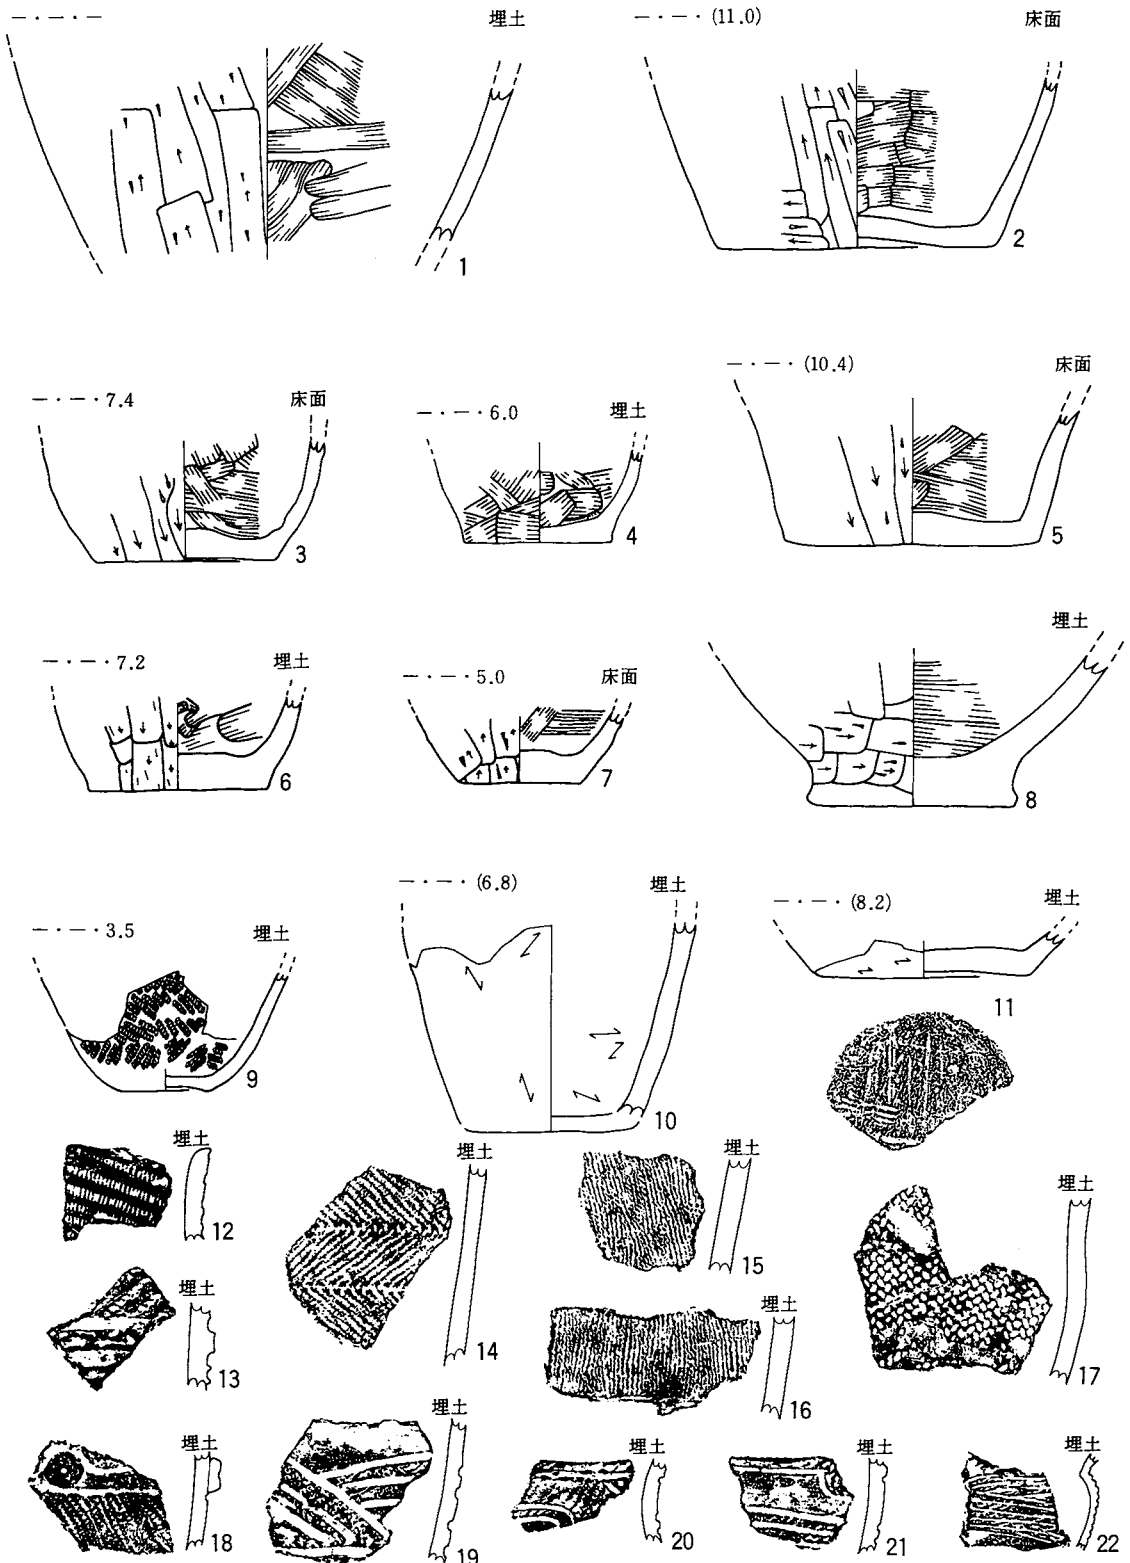 —・—・— 埋土
1
—・—・(11.0) 床面
2
—・—・7.4 床面
3
—・—・6.0 埋土
4
—・—・(10.4) 床面
5
—・—・7.2 埋土
6
—・—・5.0 床面
7
埋土
8
—・—・3.5 埋土
9
—・—・(6.8) 埋土
10
—・—・(8.2) 埋土
11
埋土
12
埋土
13
埋土
14
埋土
15
埋土
16
埋土
17
埋土
18
埋土
19
埋土
20
埋土
21
埋土
22